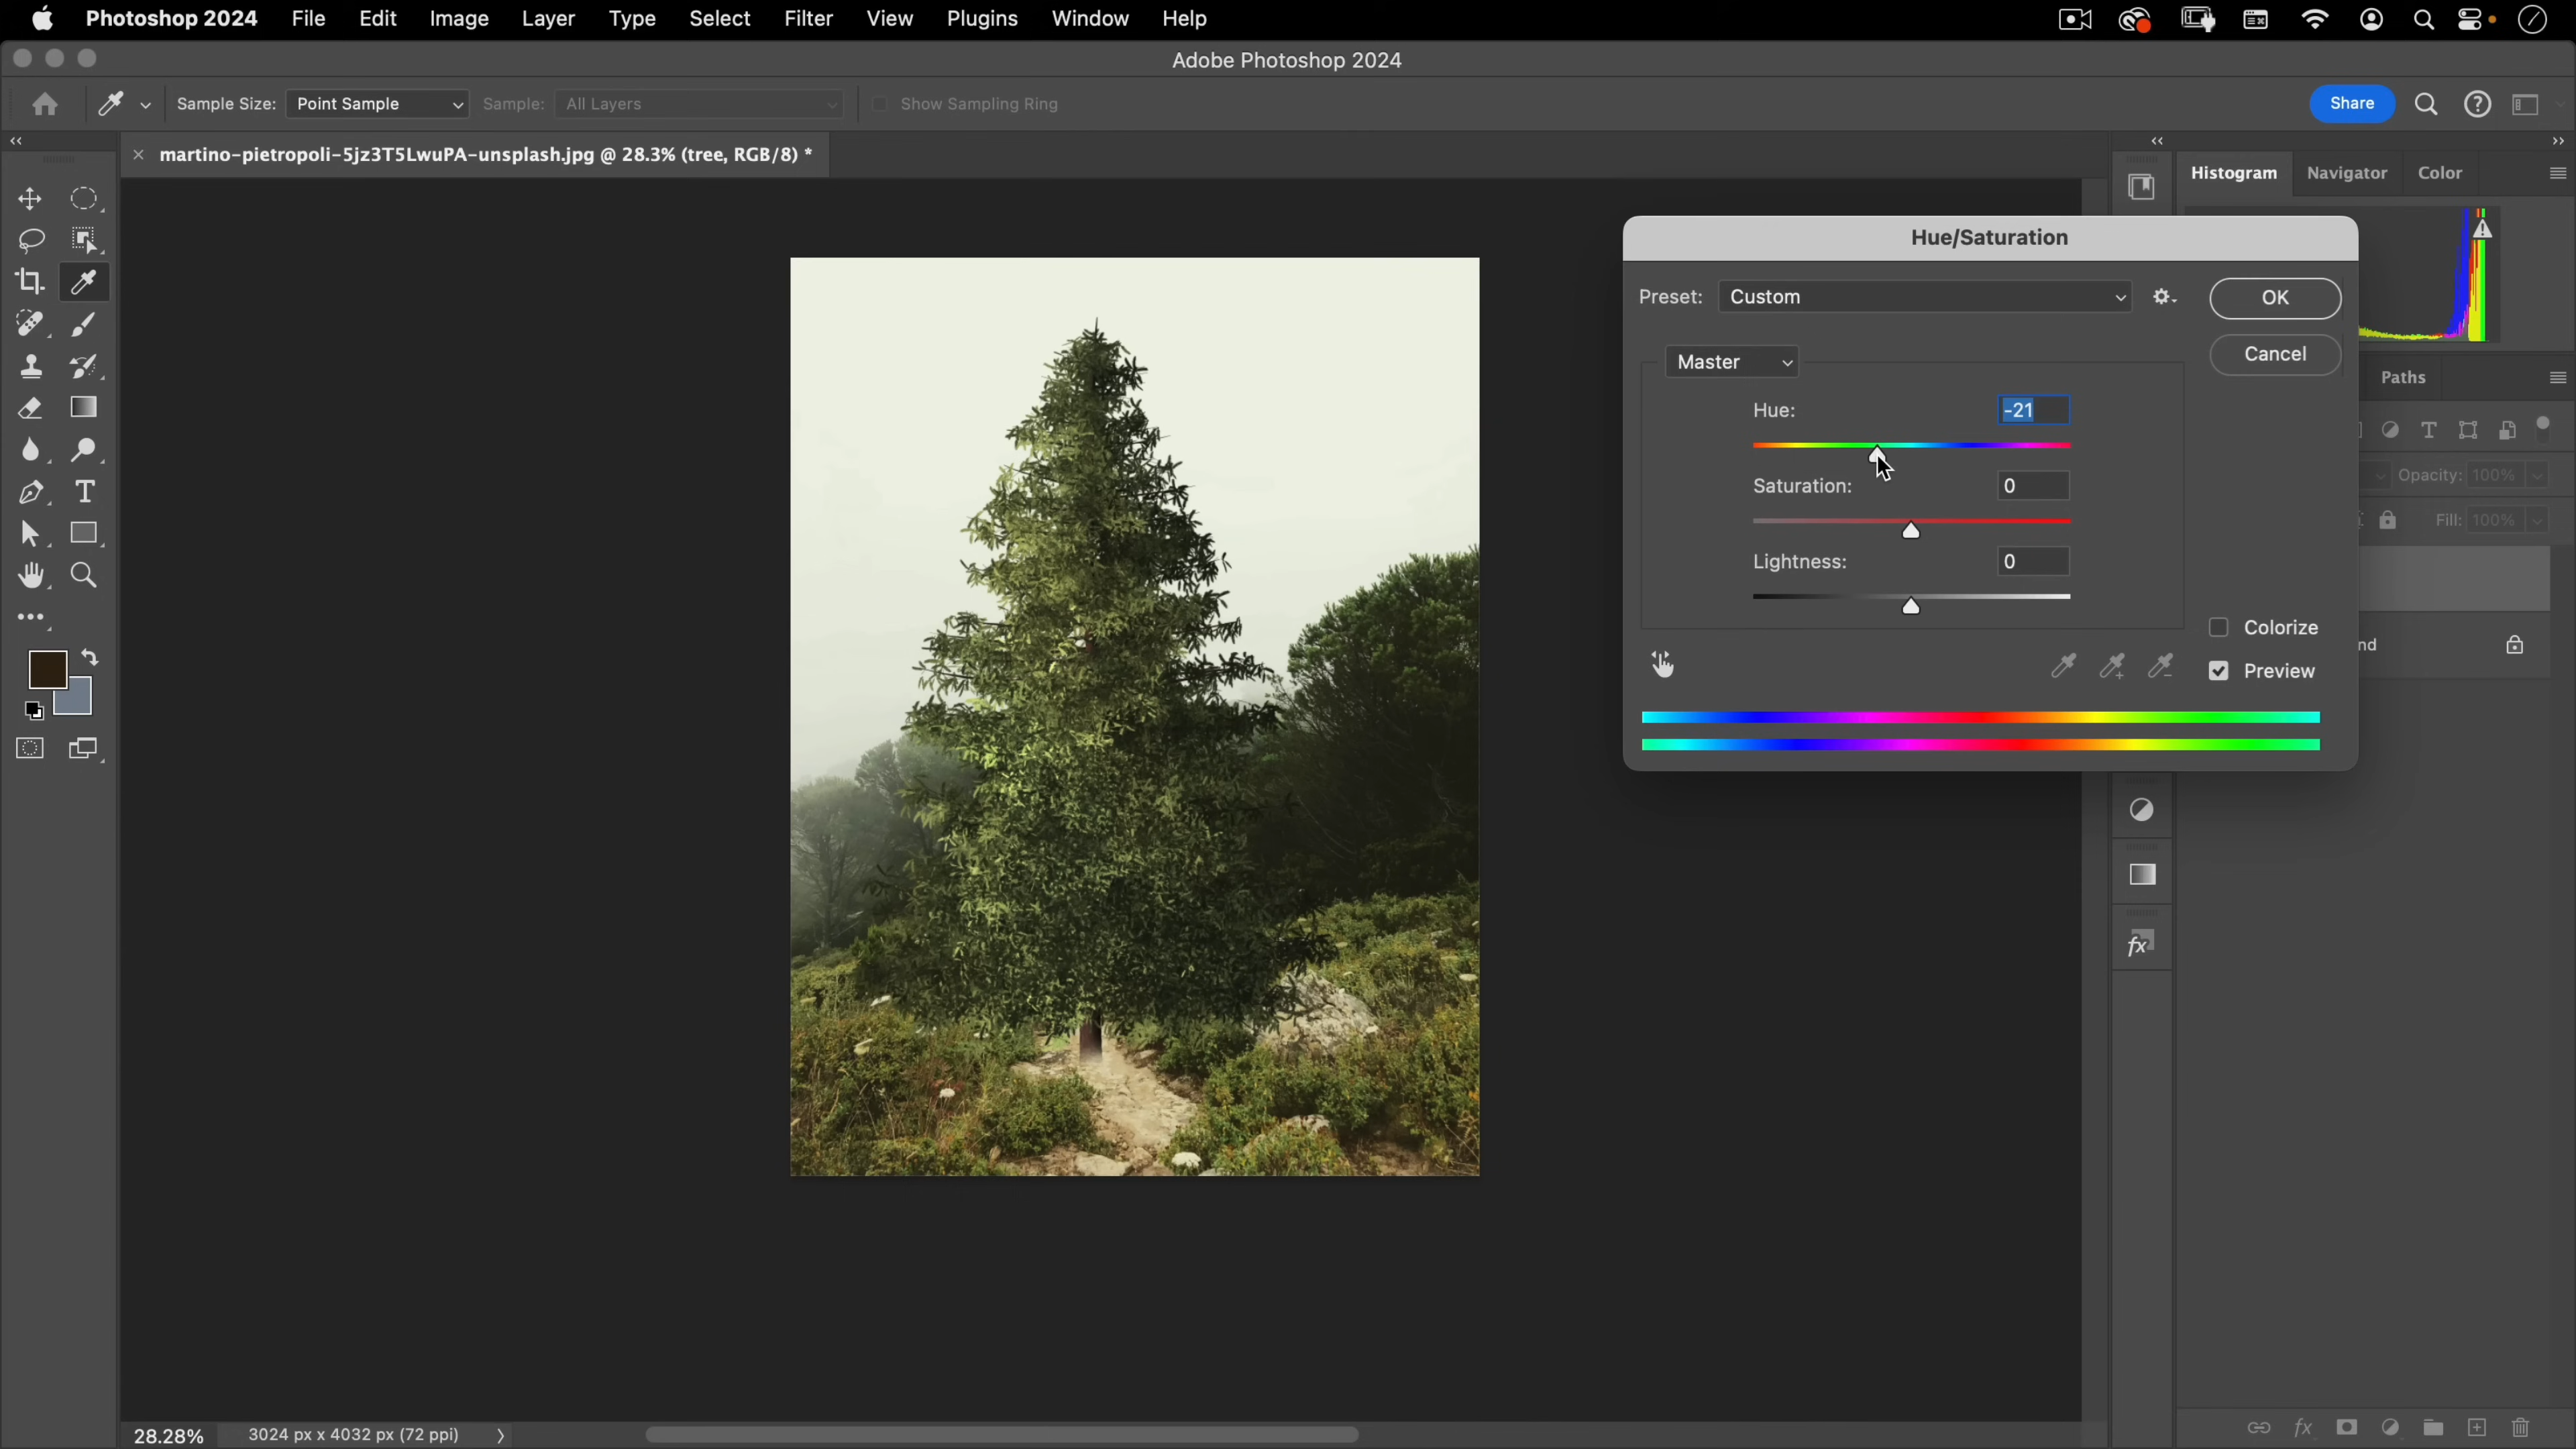 Photoshop 2024 File Edit Image Layer Type Select Filter View Plugins Window Help
Adobe Photoshop 2024
Sample Size: Point Sample Sample: All Layers Show Sampling Ring Share
martino-pietropoli-5jz3T5LwuPA-unsplash.jpg @ 28.3% (tree, RGB/8) *
Histogram Navigator Color
Hue/Saturation
Preset: Custom OK
Cancel
Master
Paths
Hue: -21
Opacity: 100%
Saturation: 0
Fill: 100%
Lightness: 0
Colorize
nd
Preview
fx
28.28% 3024 px x 4032 px (72 ppi)
fx